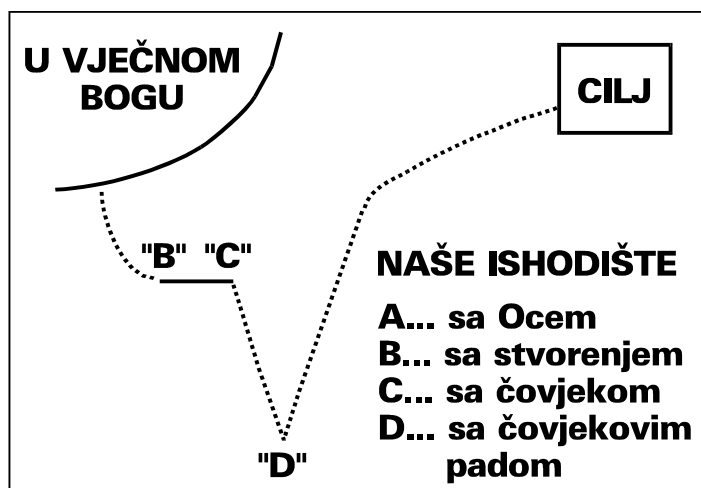 U VJEČNOM
BOGU
CILJ
"B" "C"
NAŠE ISHODIŠTE
A... sa Ocem
B... sa stvorenjem
C... sa čovjekom
D... sa čovjekovim
padom
"D"